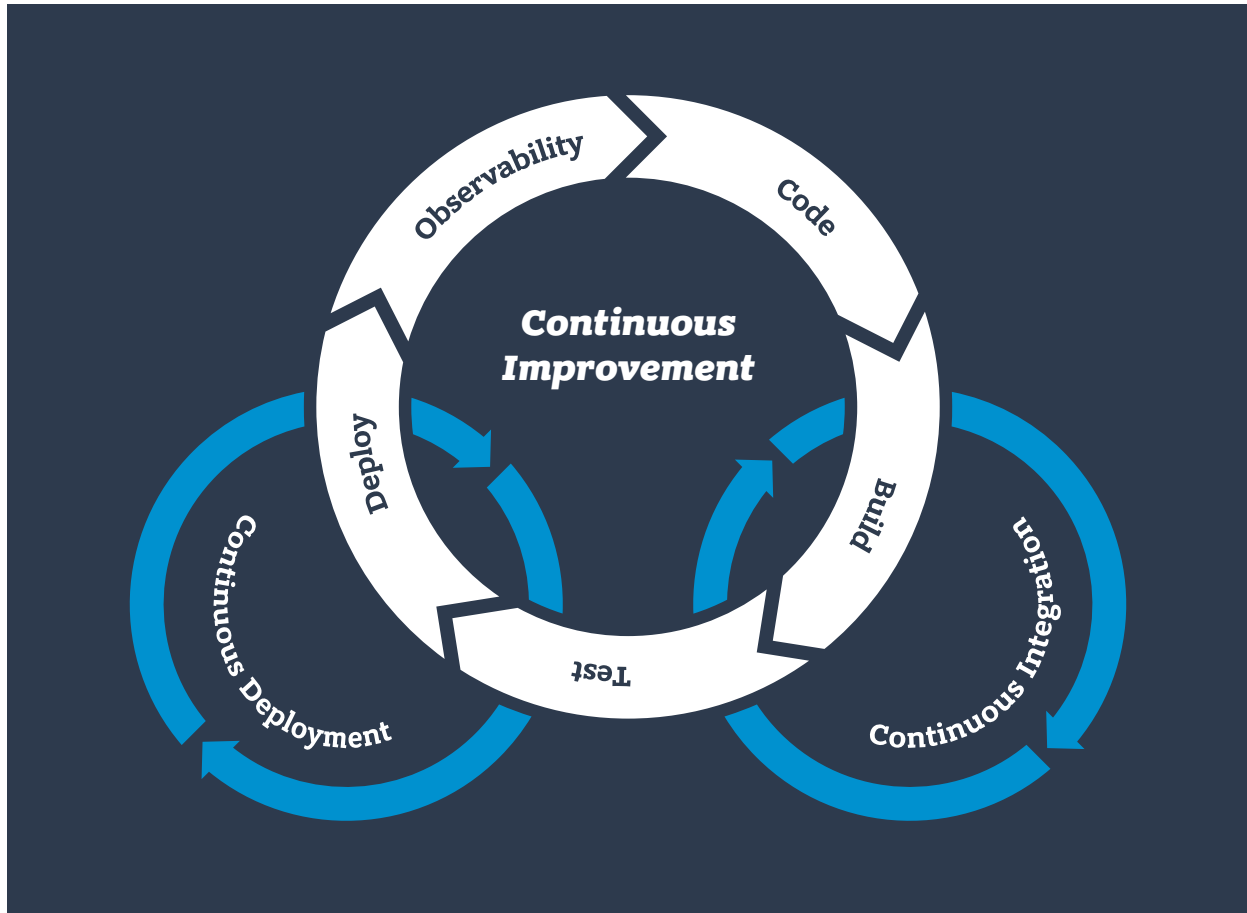 Observability
Code
Continuous
Improvement
Deploy
Build
Test
Continuous Deployment
Continuous Integration